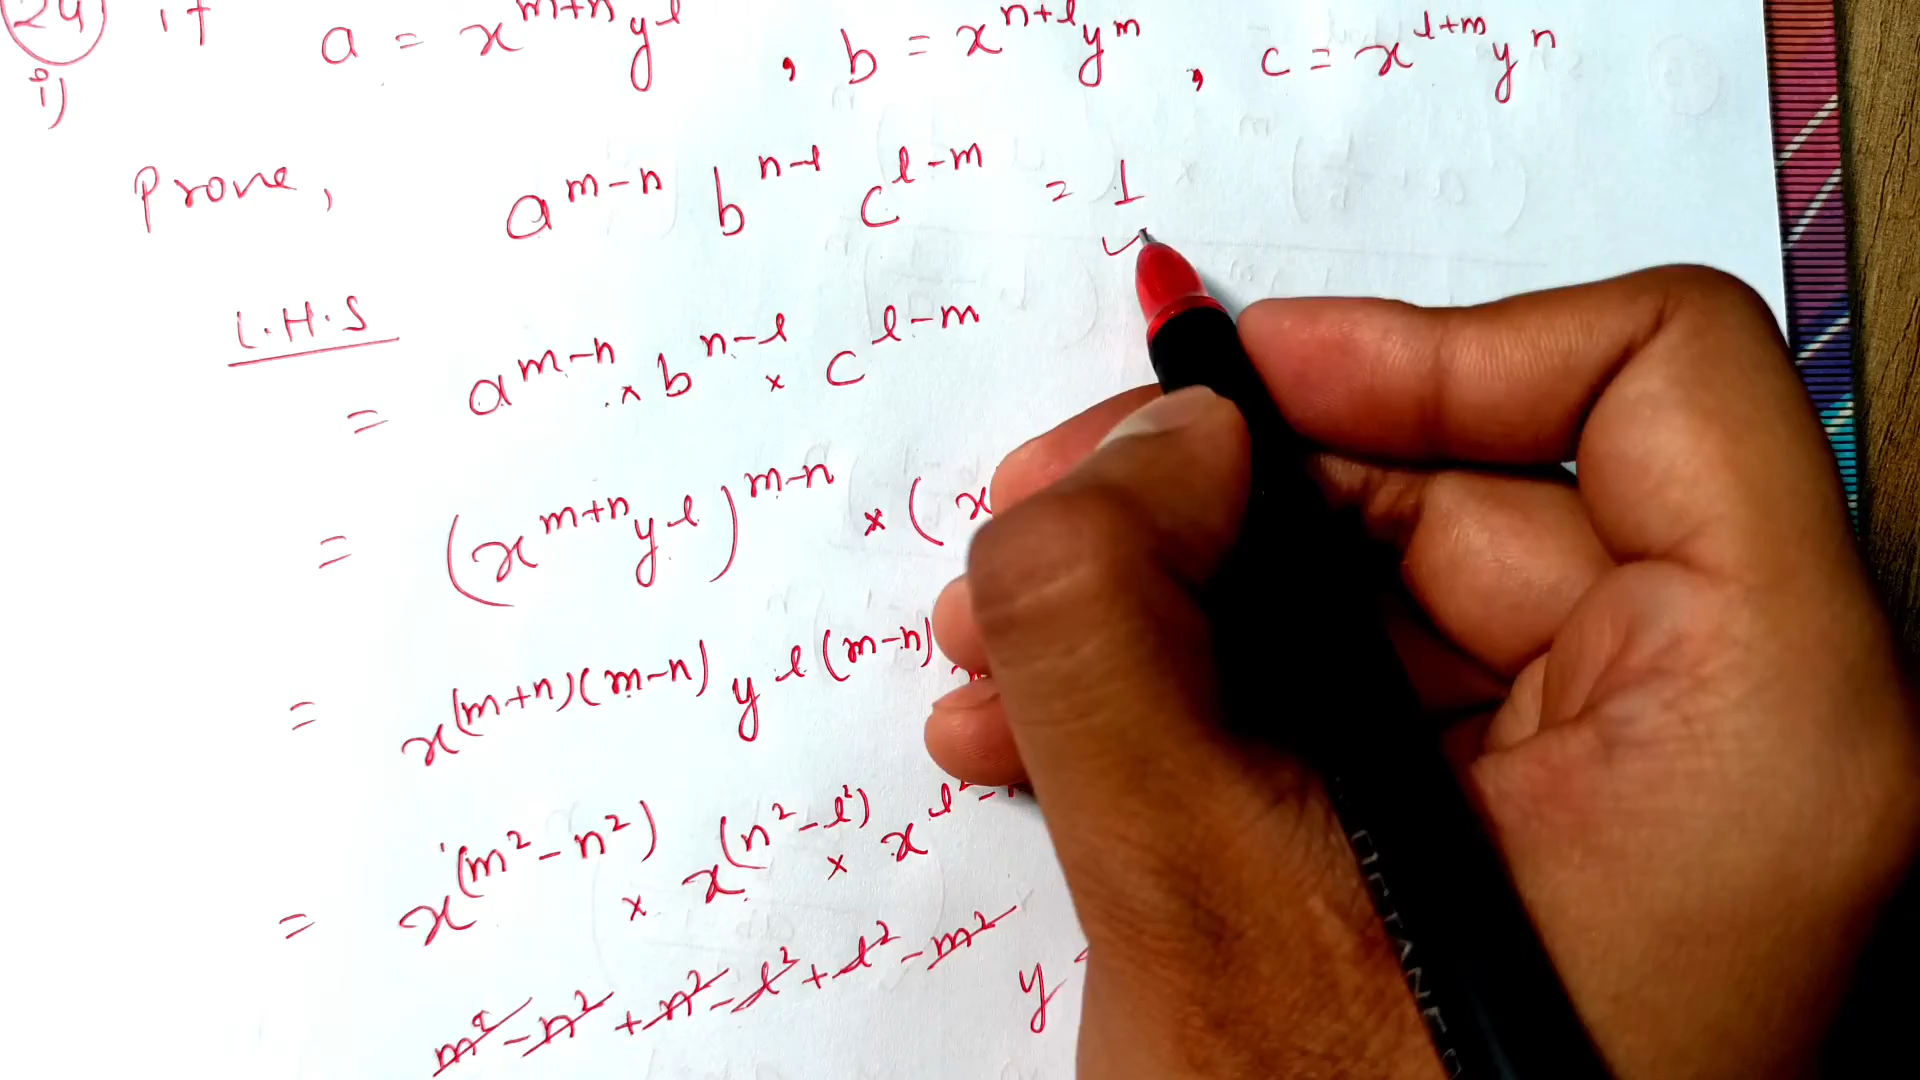 24 if a = x^{m+n} y^l , b = x^{n+l} y^m , c = x^{l+m} y^n
i)
Prove, a^{m-n} b^{n-l} c^{l-m} = 1
L.H.S
= a^{m-n} × b^{n-l} × c^{l-m}
= (x^{m+n} y^l)^{m-n} × ( x
= x^{(m+n)(m-n)} y^{l(m-n)}
= x^{(m²-n²)} × x^{(n²-l²)} × x^{l²-
m²-n²+n²-l²+l²-m² y